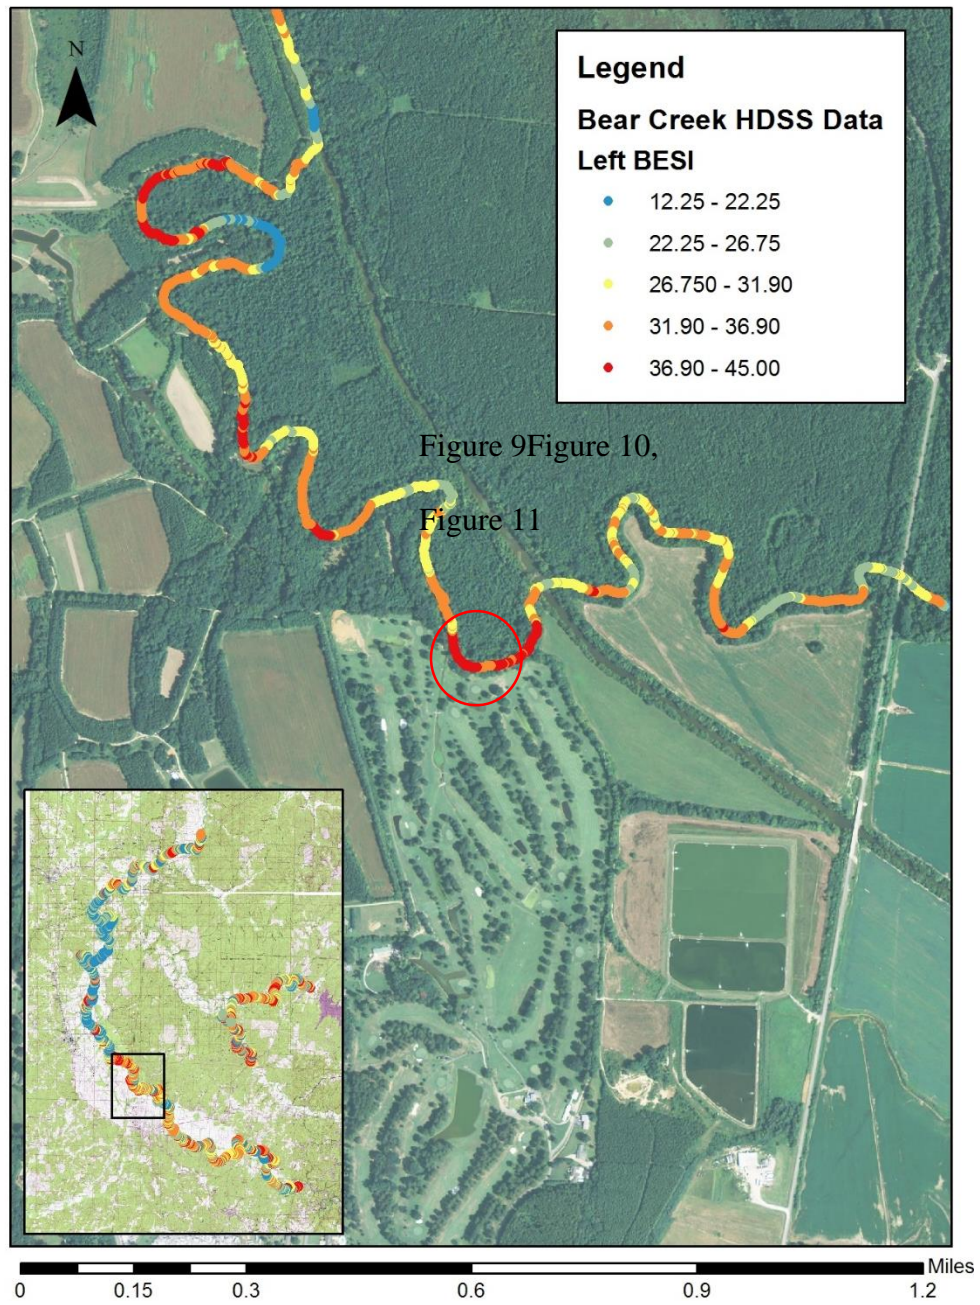 N
Legend
Bear Creek HDSS Data
Left BESI
12.25 - 22.25
22.25 - 26.75
26.750 - 31.90
31.90 - 36.90
36.90 - 45.00
Figure 9Figure 10,
Figure 11
Miles
0 0.15 0.3 0.6 0.9 1.2